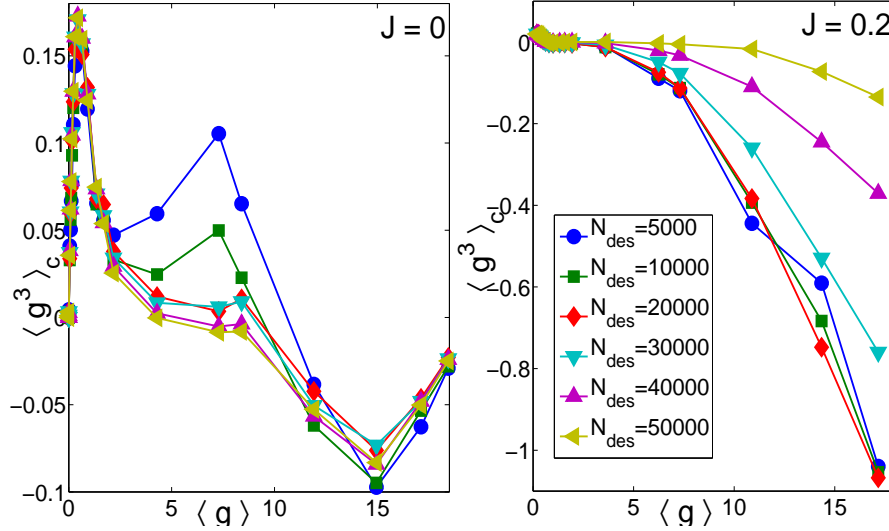 J = 0
0.15
0.1
0.05
0
−0.05
−0.1
⟨ g³ ⟩c
0
5
10
15
⟨ g ⟩
J = 0.2
0
−0.2
−0.4
−0.6
−0.8
−1
⟨ g³ ⟩c
N_des=5000
N_des=10000
N_des=20000
N_des=30000
N_des=40000
N_des=50000
0
5
10
15
⟨ g ⟩